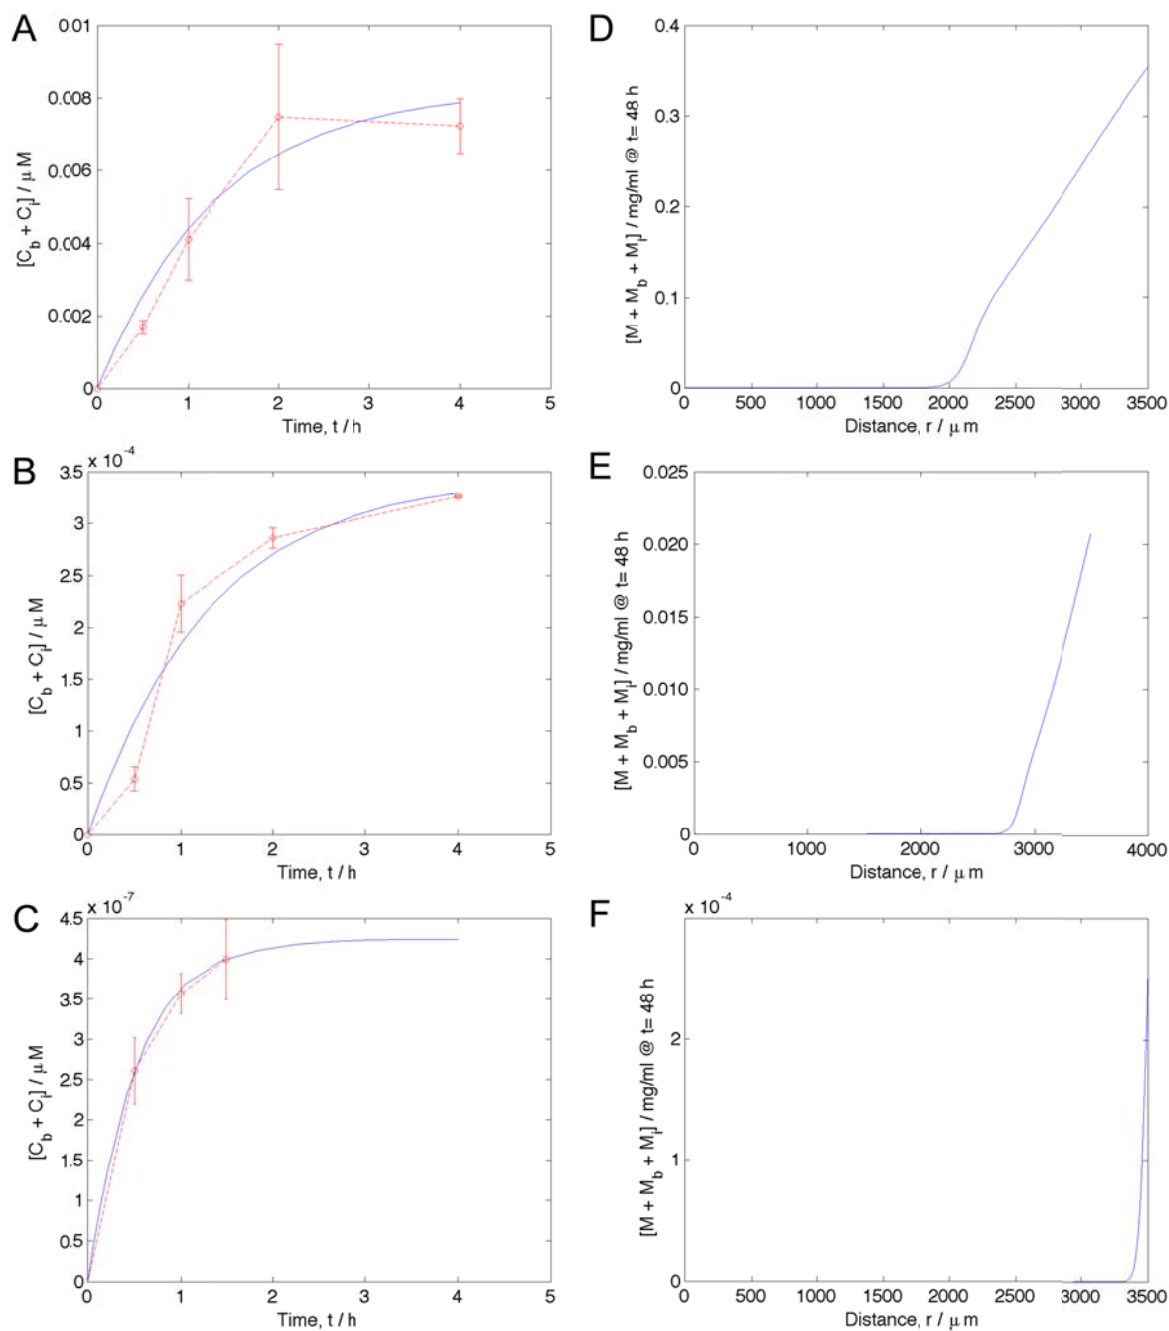 A
0.01
0.008
0.006
0.004
0.002
0
[C_b + C_i] / μM
0 1 2 3 4 5
Time, t / h
D
0.4
0.3
0.2
0.1
0
[M + M_b + M_i] / mg/ml @ t= 48 h
0 500 1000 1500 2000 2500 3000 3500
Distance, r / μm
B
x 10^-4
3.5
3
2.5
2
1.5
1
0.5
0
[C_b + C_i] / μM
0 1 2 3 4 5
Time, t / h
E
0.025
0.020
0.015
0.010
0.005
0
[M + M_b + M_i] / mg/ml @ t= 48 h
0 1000 2000 3000 4000
Distance, r / μm
C
x 10^-7
4.5
4
3.5
3
2.5
2
1.5
1
0.5
0
[C_b + C_i] / μM
0 1 2 3 4 5
Time, t / h
F
x 10^-4
2
1
0
[M + M_b + M_i] / mg/ml @ t= 48 h
0 500 1000 1500 2000 2500 3000 3500
Distance, r / μm